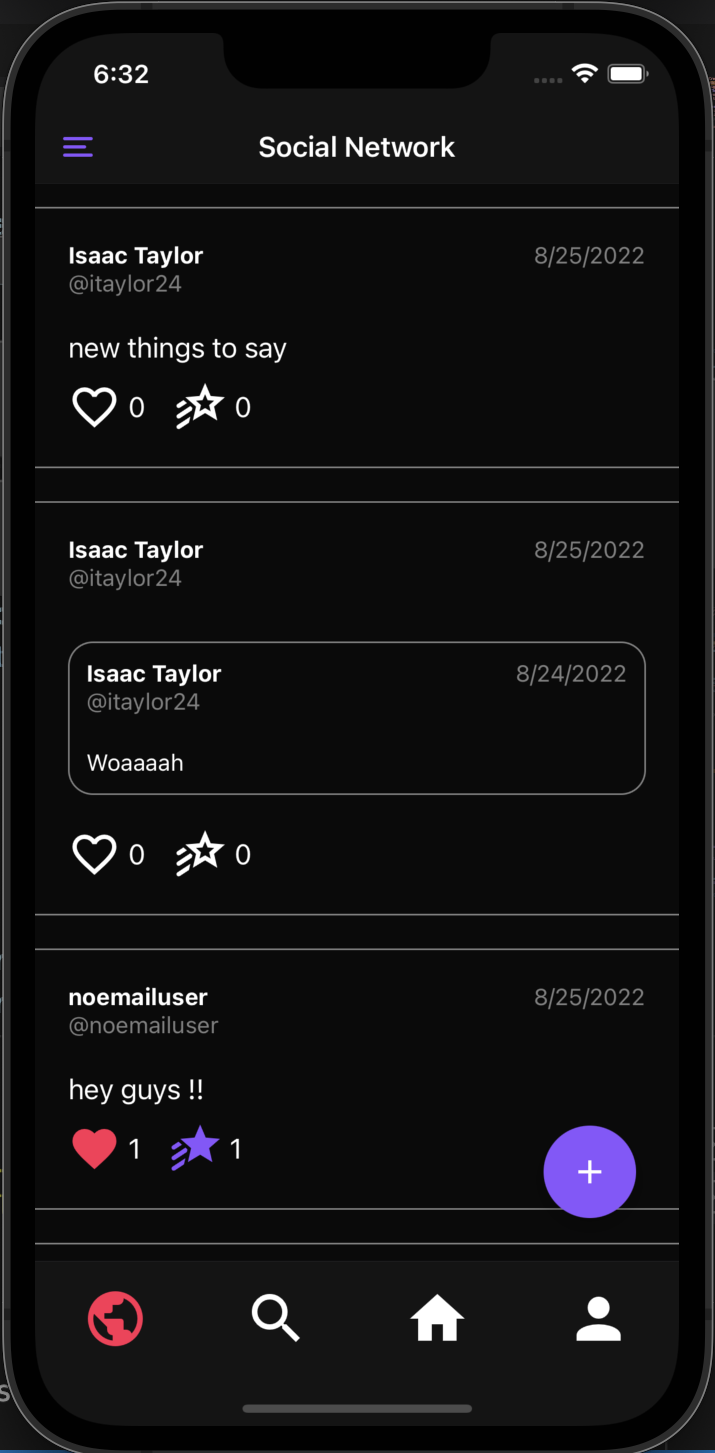 6:32
Social Network
Isaac Taylor 8/25/2022
@itaylor24
new things to say
0 0
Isaac Taylor 8/25/2022
@itaylor24
Isaac Taylor 8/24/2022
@itaylor24
Woaaaah
0 0
noemailuser 8/25/2022
@noemailuser
hey guys !!
1 1
+